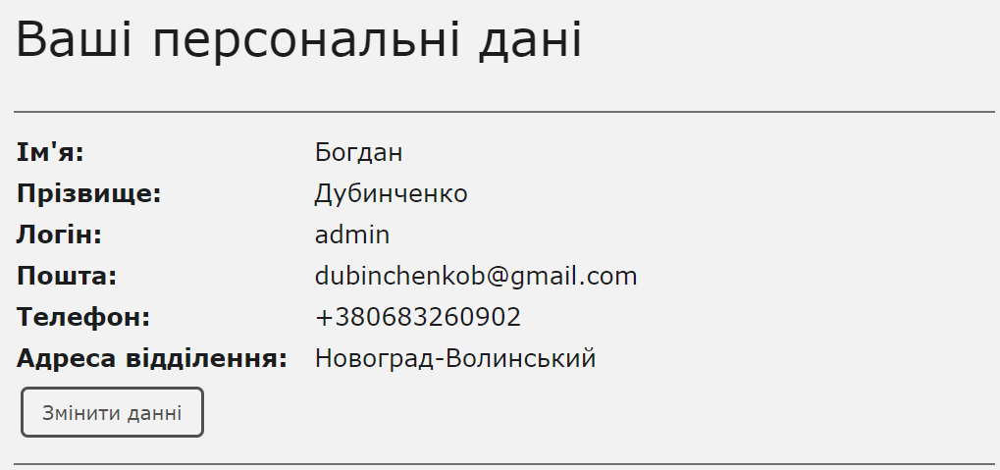 Ваші персональні дані
Ім'я: Богдан
Прізвище: Дубинченко
Логін: admin
Пошта: dubinchenkob@gmail.com
Телефон: +380683260902
Адреса відділення: Новоград-Волинський
Змінити данні